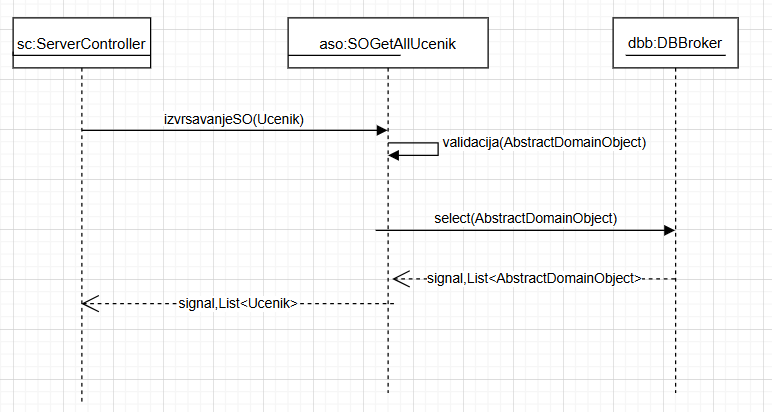 sc:ServerController
aso:SOGetAllUcenik
dbb:DBBroker
izvrsavanjeSO(Ucenik)
validacija(AbstractDomainObject)
select(AbstractDomainObject)
signal,List<AbstractDomainObject>
signal,List<Ucenik>